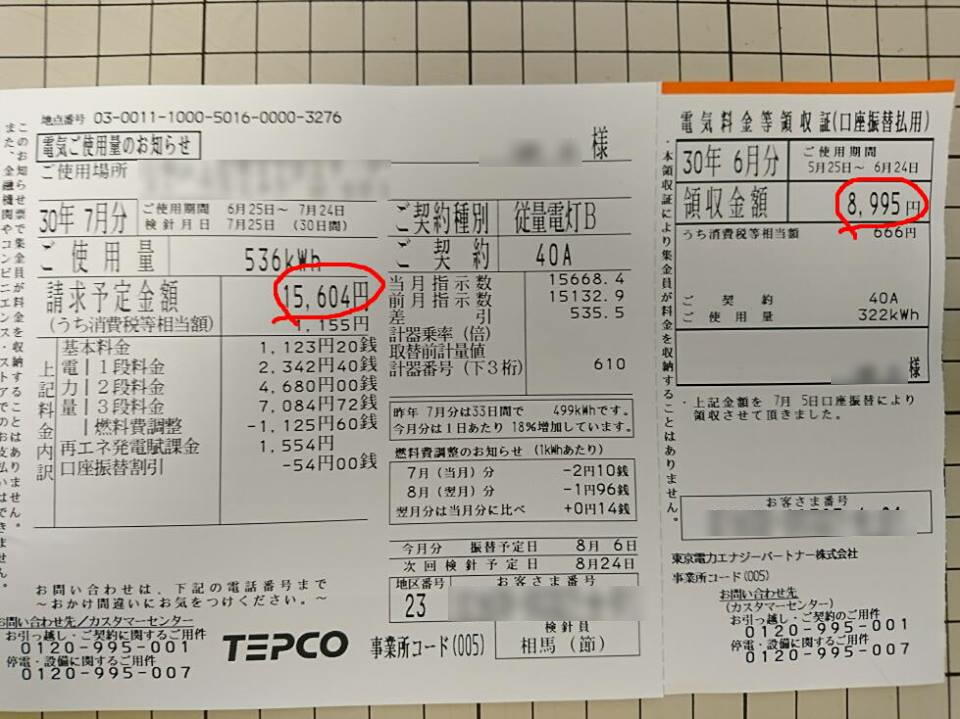 地点番号 03-0011-1000-5016-0000-3276
電気ご使用量のお知らせ
様
ご使用場所
30年 7月分
ご使用期間 6月25日～ 7月24日
検針月日 7月25日 (30日間)
ご使用量 536kWh
請求予定金額 15,604円
(うち消費税等相当額) 1,155円
上記料金内訳
基本料金 1,123円20銭
電力量
1段料金 2,342円40銭
2段料金 4,680円00銭
3段料金 7,084円72銭
燃料費調整 -1,125円60銭
再エネ発電賦課金 1,554円
口座振替割引 -54円00銭
お問い合わせは、下記の電話番号まで
～おかけ間違いにお気をつけください。～
お問い合わせ先／カスタマーセンター
お引っ越し・ご契約に関するご用件
0120-995-001
停電・設備に関するご用件
0120-995-007
TEPCO
事業所コード(005)
ご契約種別 従量電灯B
ご契約 40A
当月指示数 15668.4
前月指示数 15132.9
差引 535.5
計器乗率(倍)
取替前計量値
計器番号(下3桁) 610
昨年 7月分は33日間で 499kWhです。
今月分は1日あたり 18%増加しています。
燃料費調整のお知らせ (1kWhあたり)
7月(当月)分 -2円10銭
8月(翌月)分 -1円96銭
翌月分は当月分に比べ +0円14銭
今月分 振替予定日 8月 6日
次回検針予定日 8月24日
地区番号
23
お客さま番号
検針員
相馬(節)
電気料金等領収証(口座振替払用)
30年 6月分
ご使用期間
5月25日～ 6月24日
領収金額 8,995円
うち消費税等相当額 666円
ご契約 40A
ご使用量 322kWh
様
・上記金額を 7月 5日口座振替により
領収させて頂きました。
・本領収証により集金員が料金を収納することはありません。
お客さま番号
東京電力エナジーパートナー株式会社
事業所コード(005)
お問い合わせ先
(カスタマーセンター)
お引っ越し・ご契約のご用件
0120-995-001
停電・設備に関するご用件
0120-995-007